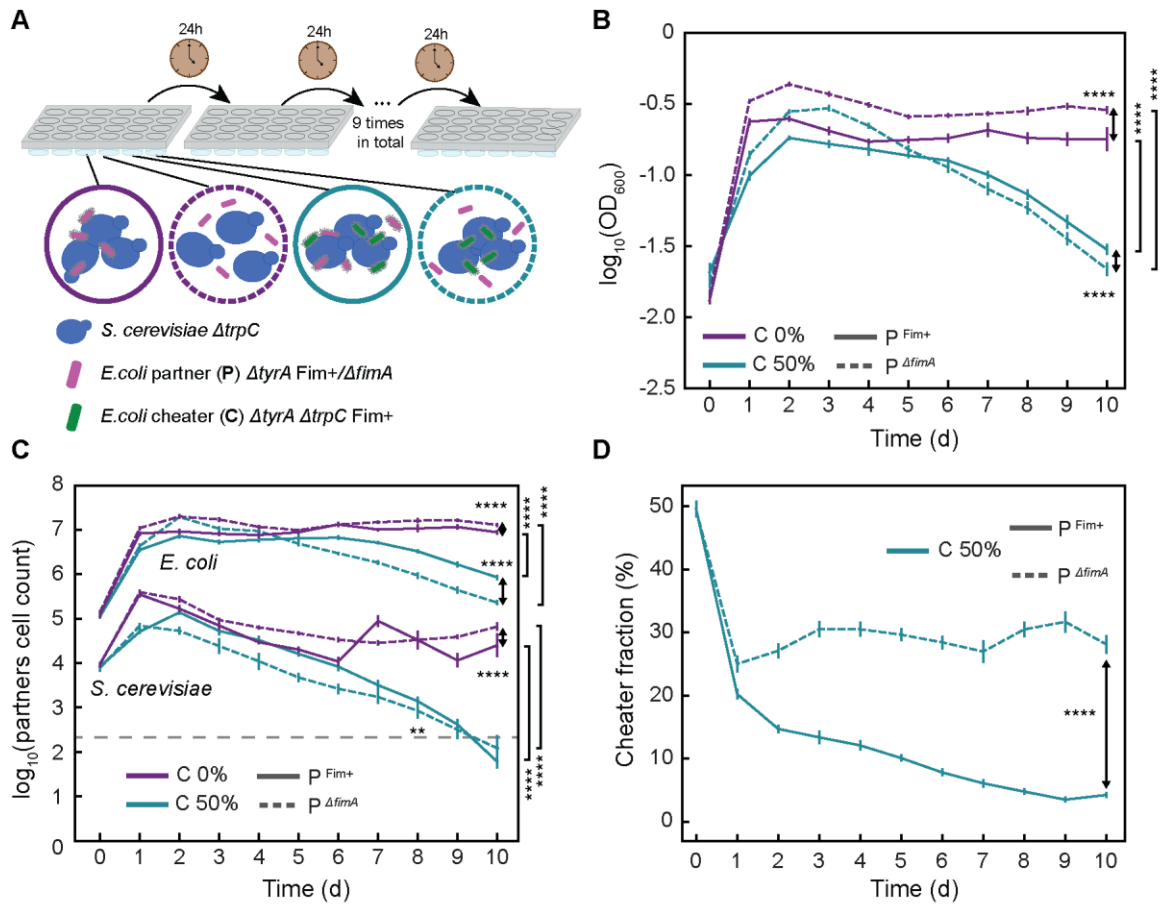 A
24h
24h
24h
...
9 times
in total
S. cerevisiae ΔtrpC
E.coli partner (P) ΔtyrA Fim+/ΔfimA
E.coli cheater (C) ΔtyrA ΔtrpC Fim+
B
log10(OD600)
0
-0.5
-1.0
-1.5
-2.0
-2.5
****
****
****
****
C 0%
C 50%
P Fim+
P ΔfimA
0 1 2 3 4 5 6 7 8 9 10
Time (d)
C
log10(partners cell count)
8
7
6
5
4
3
2
1
0
E. coli
S. cerevisiae
****
****
****
****
****
**
****
****
C 0%
C 50%
P Fim+
P ΔfimA
0 1 2 3 4 5 6 7 8 9 10
Time (d)
D
Cheater fraction (%)
50
40
30
20
10
0
C 50%
P Fim+
P ΔfimA
****
0 1 2 3 4 5 6 7 8 9 10
Time (d)